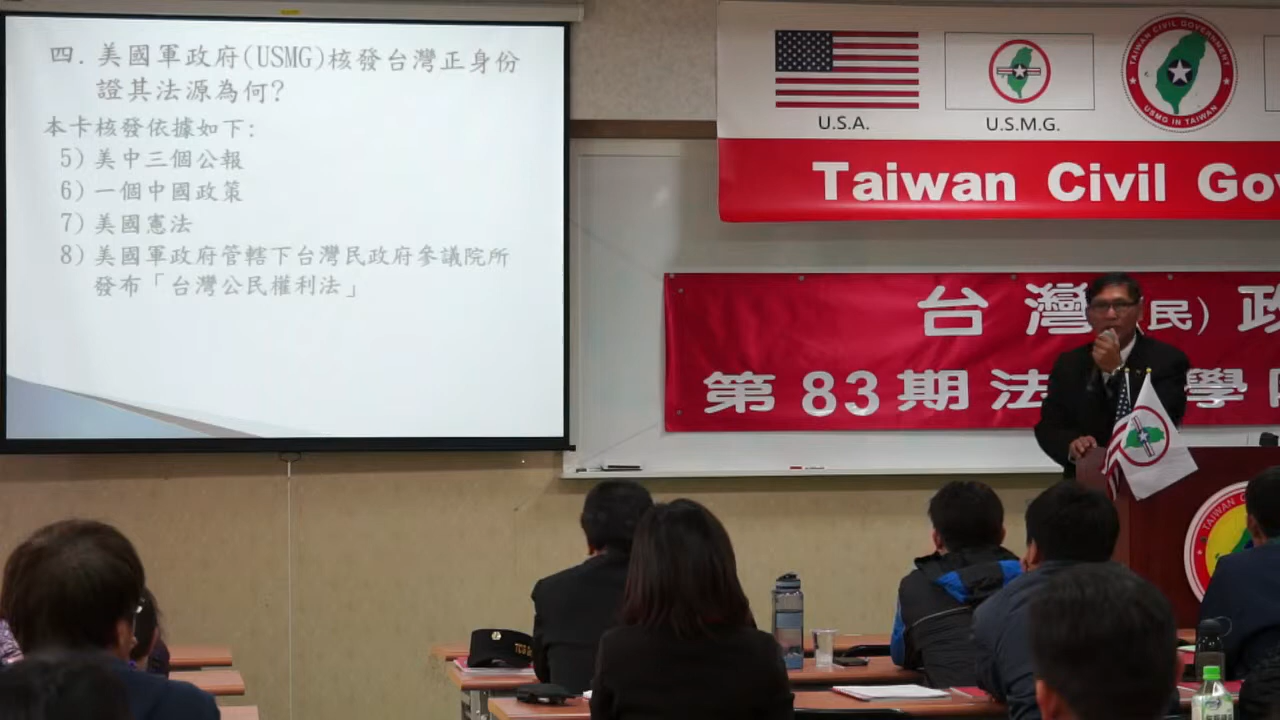 四. 美國軍政府(USMG)核發台灣正身份
證其法源為何?
本卡核發依據如下:
5) 美中三個公報
6) 一個中國政策
7) 美國憲法
8) 美國軍政府管轄下台灣民政府參議院所
發布「台灣公民權利法」
U.S.A.
U.S.M.G.
TAIWAN CIVIL GOVERNMENT
USMG IN TAIWAN
Taiwan Civil Go
台灣(民)政
第83期法 學
TAIWAN C